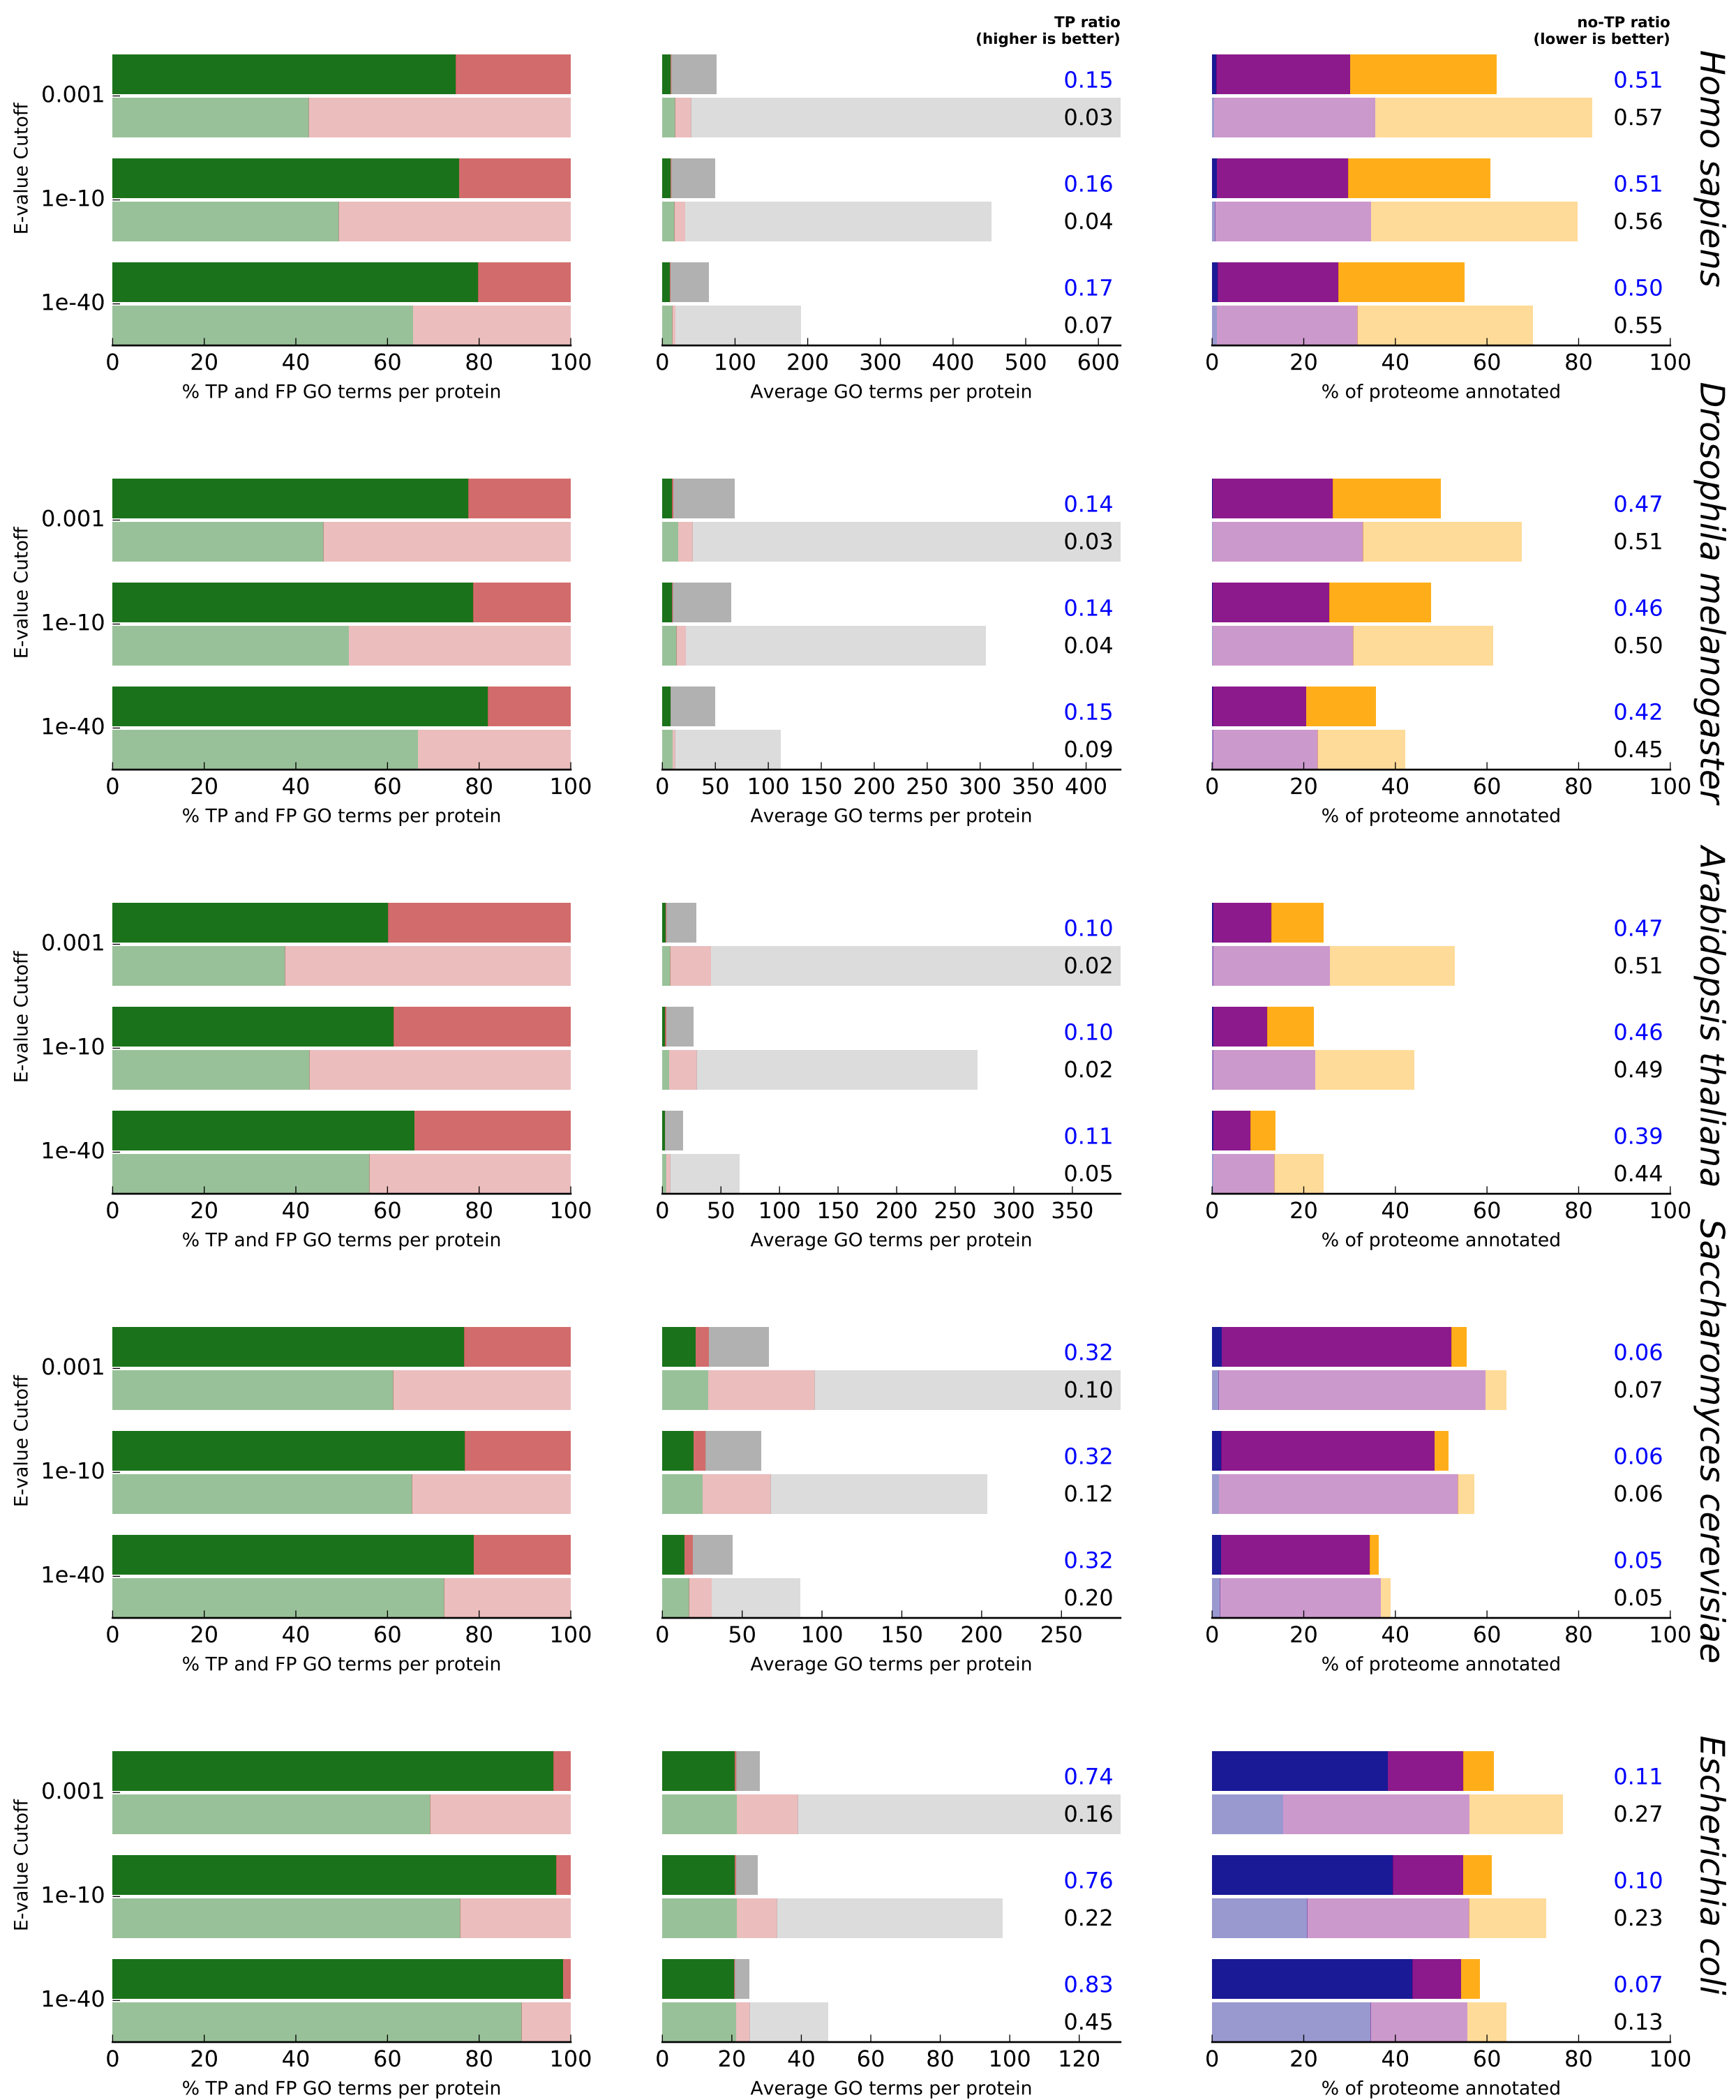 TP ratio
(higher is better)
no-TP ratio
(lower is better)
Homo sapiens
E-value Cutoff
0.001
1e-10
1e-40
0.15
0.03
0.16
0.04
0.17
0.07
0.51
0.57
0.51
0.56
0.50
0.55
0 20 40 60 80 100
% TP and FP GO terms per protein
0 100 200 300 400 500 600
Average GO terms per protein
0 20 40 60 80 100
% of proteome annotated
Drosophila melanogaster
E-value Cutoff
0.001
1e-10
1e-40
0.14
0.03
0.14
0.04
0.15
0.09
0.47
0.51
0.46
0.50
0.42
0.45
0 20 40 60 80 100
% TP and FP GO terms per protein
0 50 100 150 200 250 300 350 400
Average GO terms per protein
0 20 40 60 80 100
% of proteome annotated
Arabidopsis thaliana
E-value Cutoff
0.001
1e-10
1e-40
0.10
0.02
0.10
0.02
0.11
0.05
0.47
0.51
0.46
0.49
0.39
0.44
0 20 40 60 80 100
% TP and FP GO terms per protein
0 50 100 150 200 250 300 350
Average GO terms per protein
0 20 40 60 80 100
% of proteome annotated
Saccharomyces cerevisiae
E-value Cutoff
0.001
1e-10
1e-40
0.32
0.10
0.32
0.12
0.32
0.20
0.06
0.07
0.06
0.06
0.05
0.05
0 20 40 60 80 100
% TP and FP GO terms per protein
0 50 100 150 200 250
Average GO terms per protein
0 20 40 60 80 100
% of proteome annotated
Escherichia coli
E-value Cutoff
0.001
1e-10
1e-40
0.74
0.16
0.76
0.22
0.83
0.45
0.11
0.27
0.10
0.23
0.07
0.13
0 20 40 60 80 100
% TP and FP GO terms per protein
0 20 40 60 80 100 120
Average GO terms per protein
0 20 40 60 80 100
% of proteome annotated